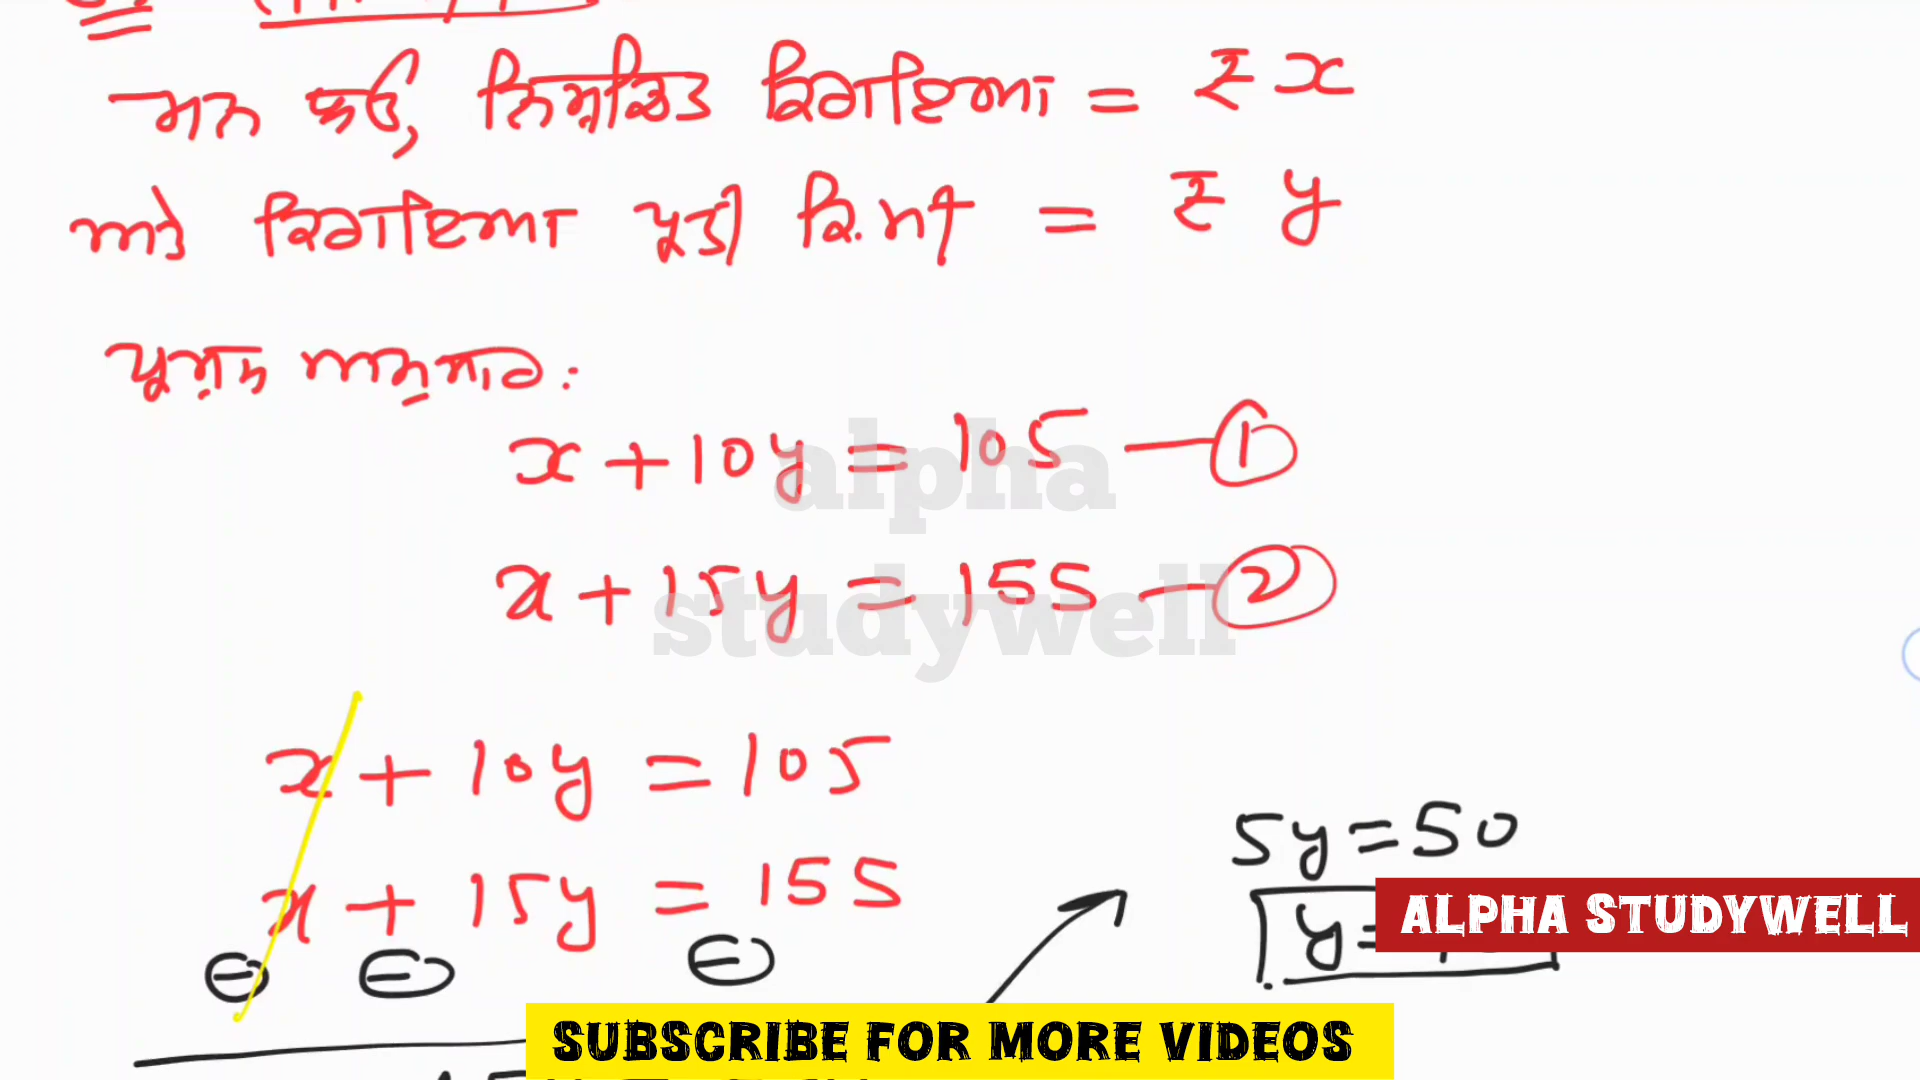 ਮਨ ਲਉ, ਨਿਸ਼ਚਿਤ ਕਿਰਾਇਆ = ₹ x
ਅਤੇ ਕਿਰਾਇਆ ਪ੍ਰਤੀ ਕਿ.ਮੀ = ₹ y
ਪ੍ਰਸ਼ਨ ਅਨੁਸਾਰ:
x + 10y = 105 — 1
alpha
x + 15y = 155 — 2
studywell
x + 10y = 105
5y = 50
x + 15y = 155
y =
ALPHA STUDYWELL
⊖ ⊖ ⊖
SUBSCRIBE FOR MORE VIDEOS